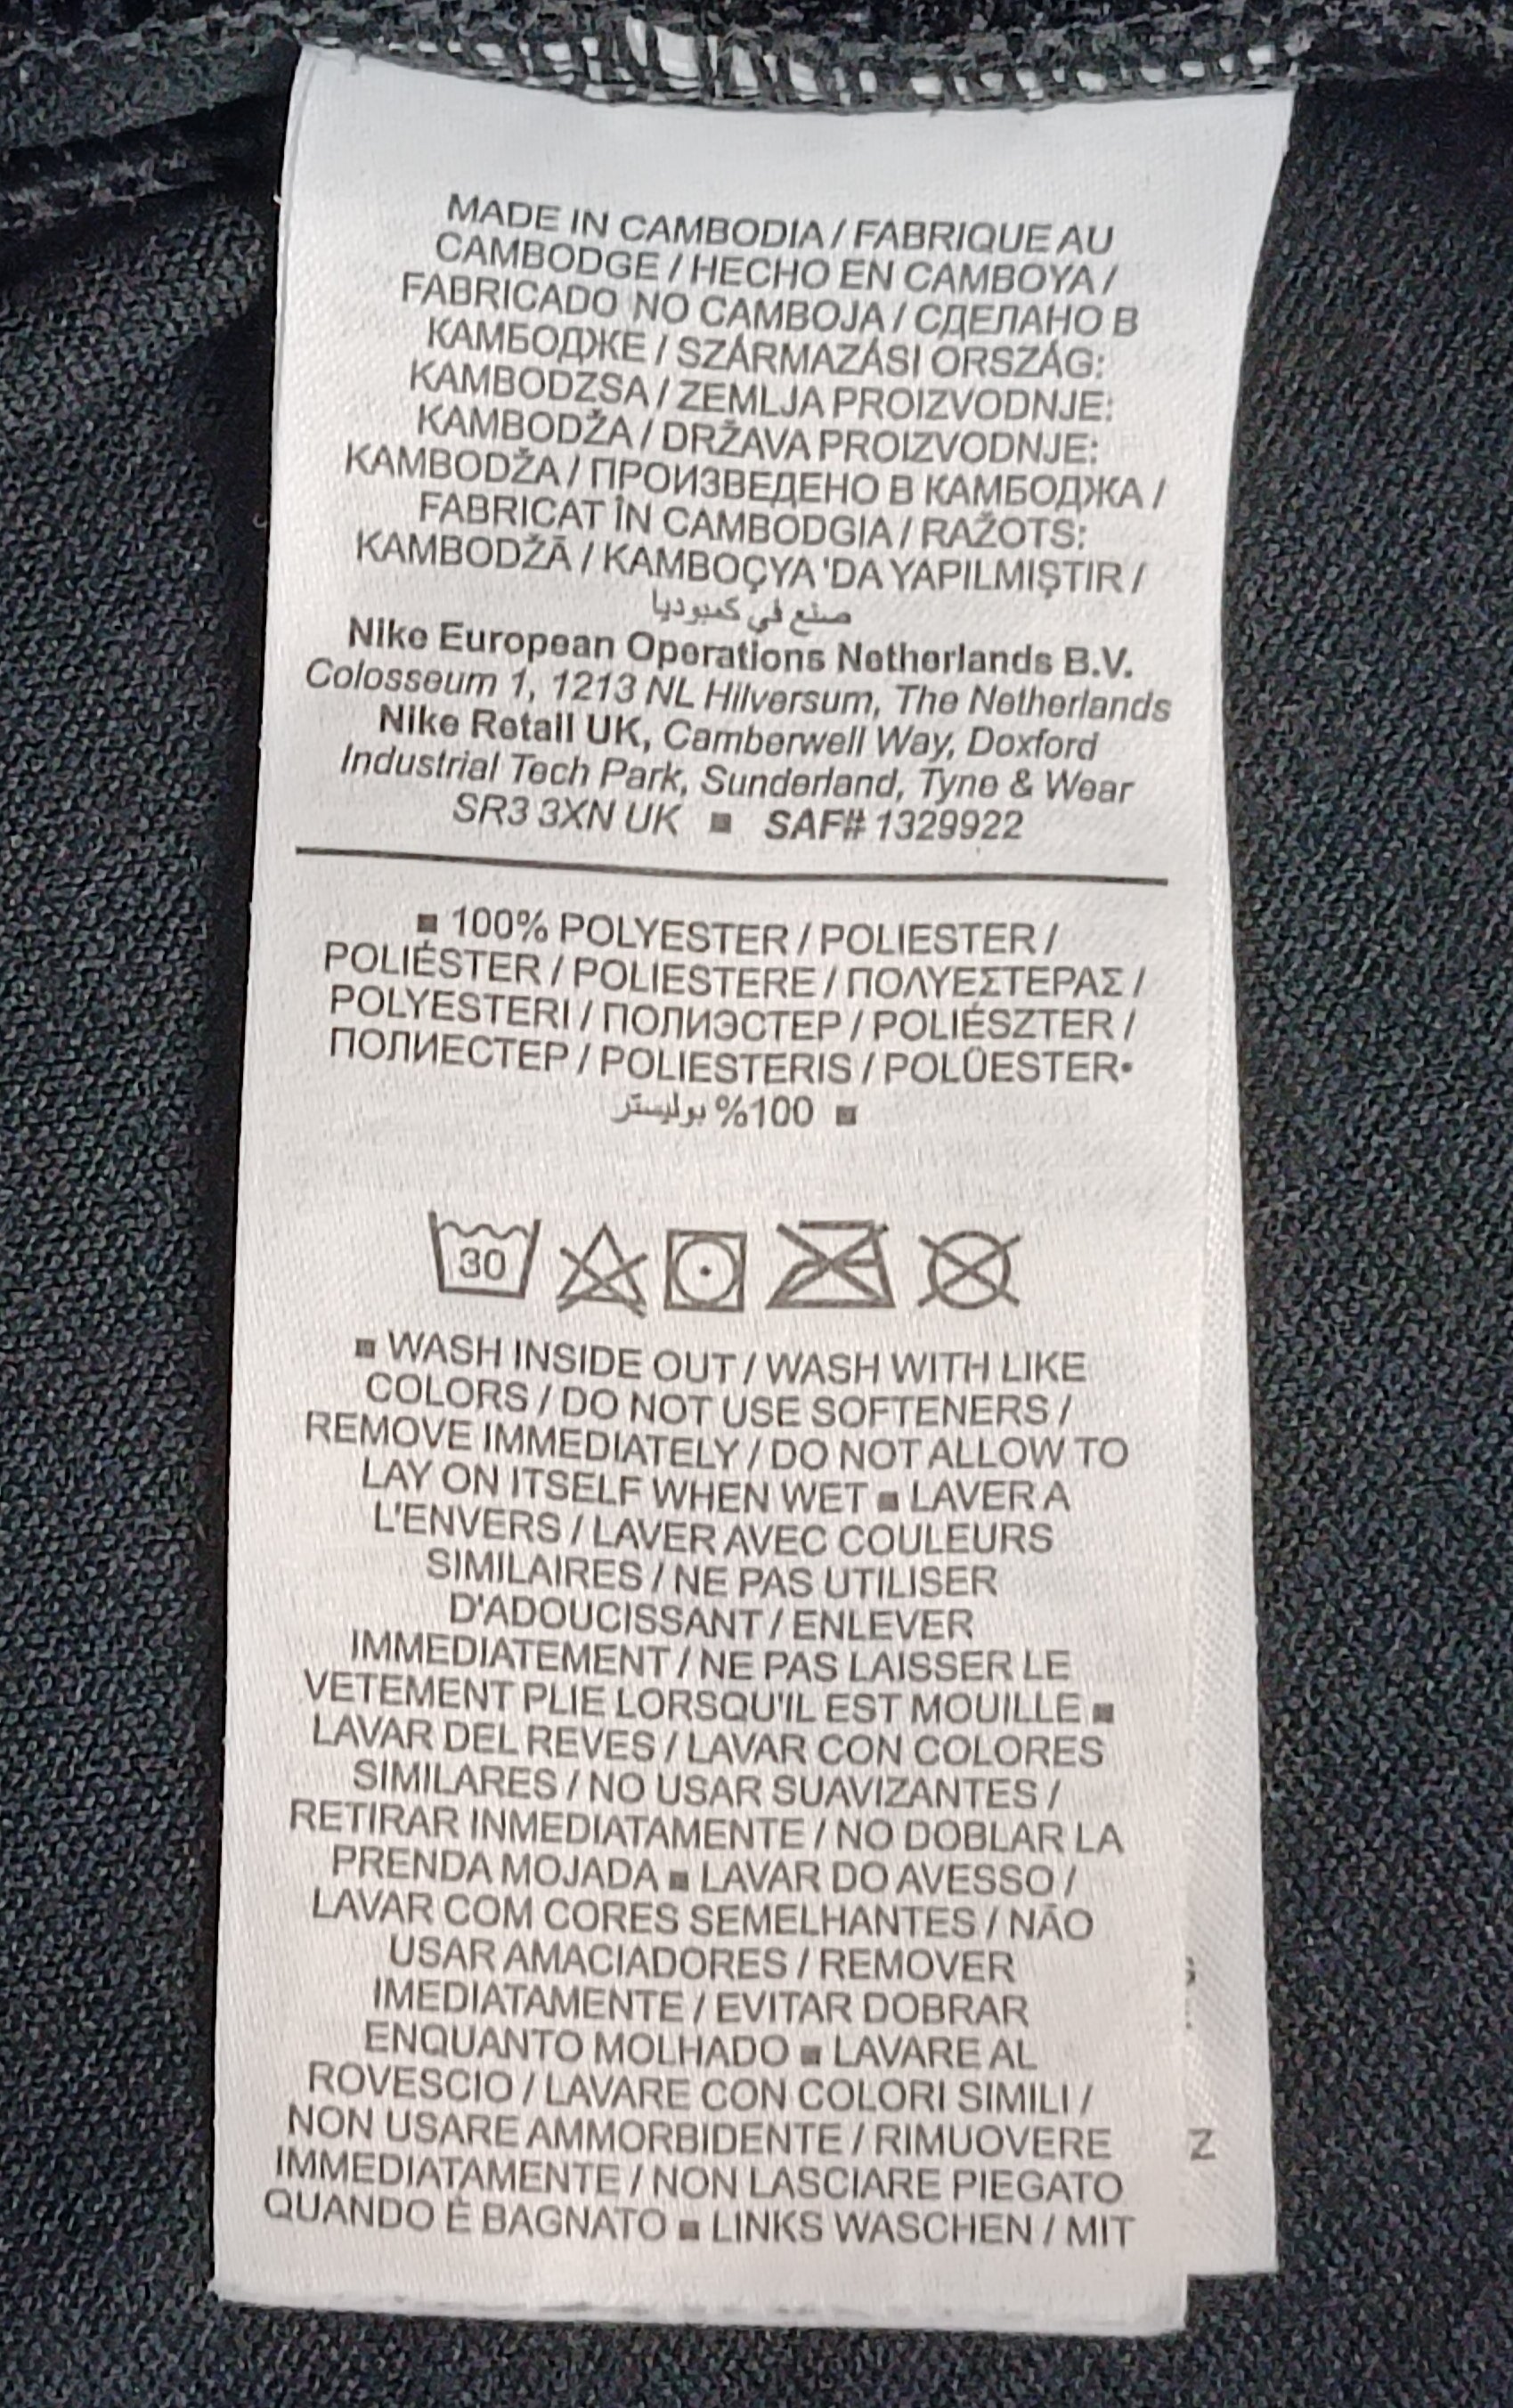 MADE IN CAMBODIA / FABRIQUE AU
CAMBODGE / HECHO EN CAMBOYA /
FABRICADO NO CAMBOJA / СДЕЛАНО В
КАМБОДЖЕ / SZÁRMAZÁSI ORSZÁG:
KAMBODZSA / ZEMLJA PROIZVODNJE:
KAMBODŽA / DRŽAVA PROIZVODNJE:
KAMBODŽA / ПРОИЗВЕДЕНО В КАМБОДЖА /
FABRICAT ÎN CAMBODGIA / RAŽOTS:
KAMBODŽĀ / KAMBOÇYA 'DA YAPILMIŞTIR /
صنع في كمبوديا
Nike European Operations Netherlands B.V.
Colosseum 1, 1213 NL Hilversum, The Netherlands
Nike Retail UK, Camberwell Way, Doxford
Industrial Tech Park, Sunderland, Tyne & Wear
SR3 3XN UK ■ SAF# 1329922
■ 100% POLYESTER / POLIESTER /
POLIÉSTER / POLIESTERE / ΠΟΛΥΕΣΤΕΡΑΣ /
POLYESTERI / ПОЛИЭСТЕР / POLIÉSZTER /
ПОЛИЕСТЕР / POLIESTERIS / POLÜESTER•
■ 100% بوليستر
30
■ WASH INSIDE OUT / WASH WITH LIKE
COLORS / DO NOT USE SOFTENERS /
REMOVE IMMEDIATELY / DO NOT ALLOW TO
LAY ON ITSELF WHEN WET ■ LAVER A
L'ENVERS / LAVER AVEC COULEURS
SIMILAIRES / NE PAS UTILISER
D'ADOUCISSANT / ENLEVER
IMMEDIATEMENT / NE PAS LAISSER LE
VETEMENT PLIE LORSQU'IL EST MOUILLE ■
LAVAR DEL REVES / LAVAR CON COLORES
SIMILARES / NO USAR SUAVIZANTES /
RETIRAR INMEDIATAMENTE / NO DOBLAR LA
PRENDA MOJADA ■ LAVAR DO AVESSO /
LAVAR COM CORES SEMELHANTES / NÃO
USAR AMACIADORES / REMOVER
IMEDIATAMENTE / EVITAR DOBRAR
ENQUANTO MOLHADO ■ LAVARE AL
ROVESCIO / LAVARE CON COLORI SIMILI /
NON USARE AMMORBIDENTE / RIMUOVERE
IMMEDIATAMENTE / NON LASCIARE PIEGATO
QUANDO È BAGNATO ■ LINKS WASCHEN / MIT
Z